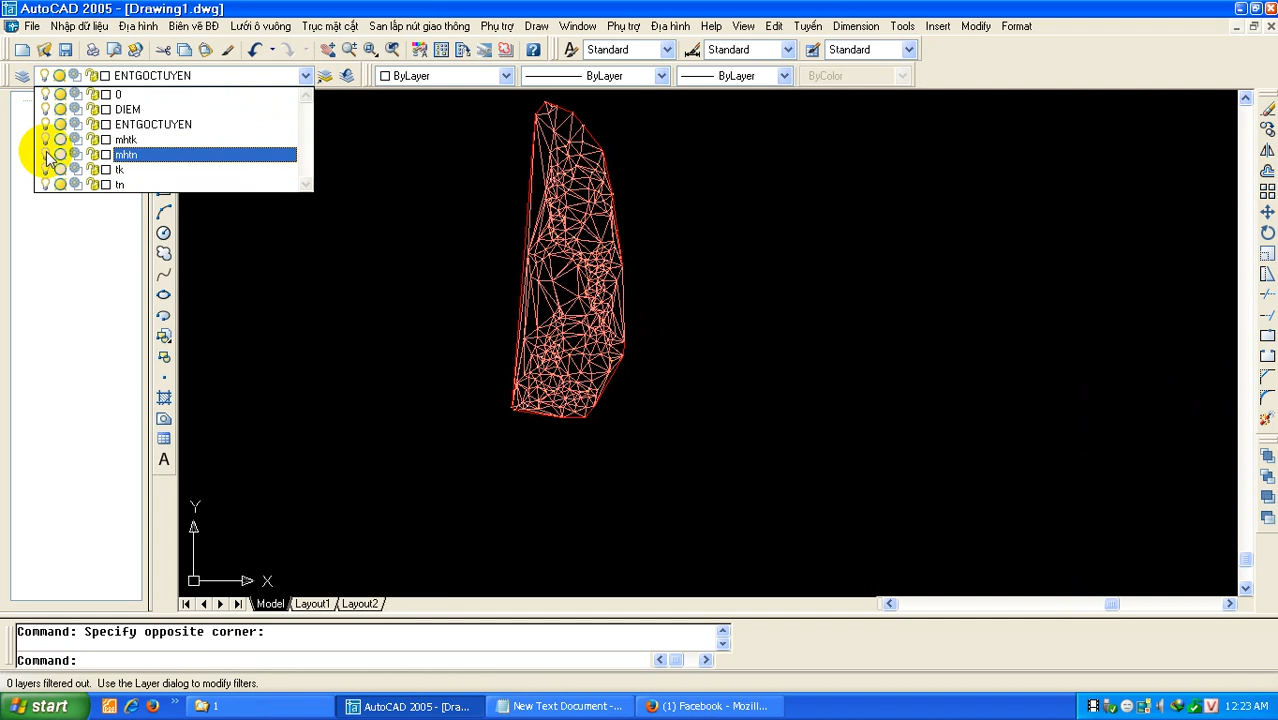 AutoCAD 2005 - [Drawing1.dwg]
File Nhập dữ liệu Địa hình Biên vẽ BĐ Lưới ô vuông Trục mặt cắt San lấp nút giao thông Phụ trợ Draw Window Phụ trợ Địa hình Help View Edit Tuyến Dimension Tools Insert Modify Format
Standard Standard Standard
ENTGOCTUYEN ByLayer ByLayer ByLayer ByColor
0
DIEM
ENTGOCTUYEN
mhtk
mhtn
tk
tn
A
Y
X
Model Layout1 Layout2
Command: Specify opposite corner:
Command:
0 layers filtered out. Use the Layer dialog to modify filters.
start 1 AutoCAD 2005 - [Dra... New Text Document -... (1) Facebook - Mozill... V 12:23 AM